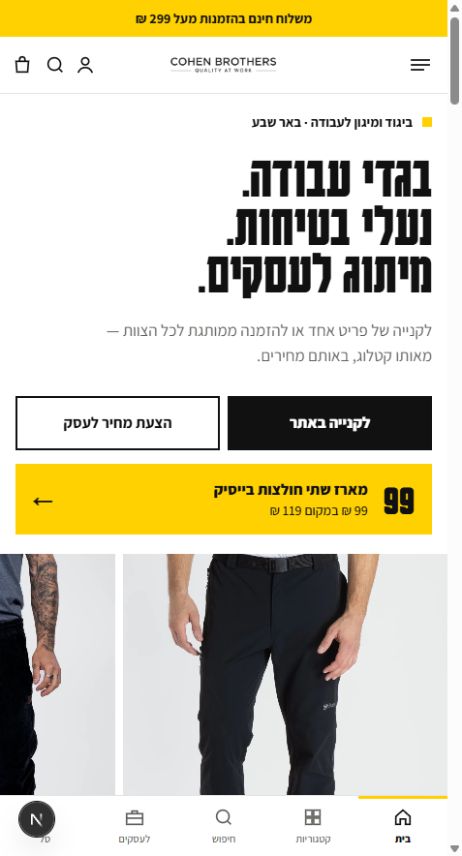 משלוח חינם בהזמנות מעל 299 ₪
COHEN BROTHERS
QUALITY AT WORK
ביגוד ומיגון לעבודה · באר שבע
בגדי עבודה.
נעלי בטיחות.
מיתוג לעסקים.
לקנייה של פריט אחד או להזמנה ממותגת לכל הצוות —
מאותו קטלוג, באותם מחירים.
לקנייה באתר
הצעת מחיר לעסק
99
מארז שתי חולצות בייסיק
99 ₪ במקום 119 ₪
בית
קטגוריות
חיפוש
לעסקים
סל
N